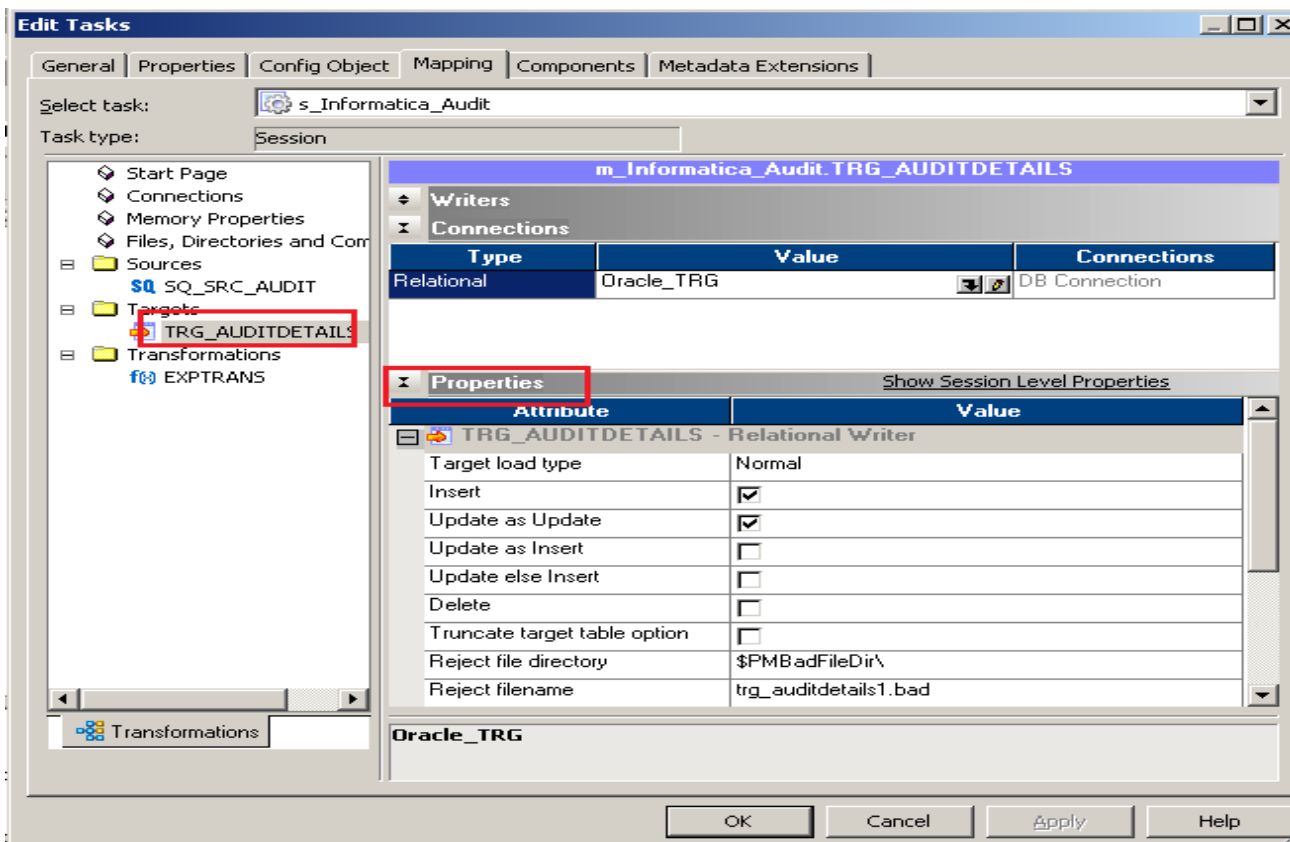 Edit Tasks
General Properties Config Object Mapping Components Metadata Extensions
Select task: s_Informatica_Audit
Task type: Session
Start Page
Connections
Memory Properties
Files, Directories and Com
Sources
SQ SQ_SRC_AUDIT
Targets
TRG_AUDITDETAILS
Transformations
f(x) EXPTRANS
Transformations
m_Informatica_Audit.TRG_AUDITDETAILS
Writers
Connections
Type Value Connections
Relational Oracle_TRG DB Connection
Properties Show Session Level Properties
Attribute Value
TRG_AUDITDETAILS - Relational Writer
Target load type Normal
Insert
Update as Update
Update as Insert
Update else Insert
Delete
Truncate target table option
Reject file directory $PMBadFileDir\
Reject filename trg_auditdetails1.bad
Oracle_TRG
OK Cancel Apply Help